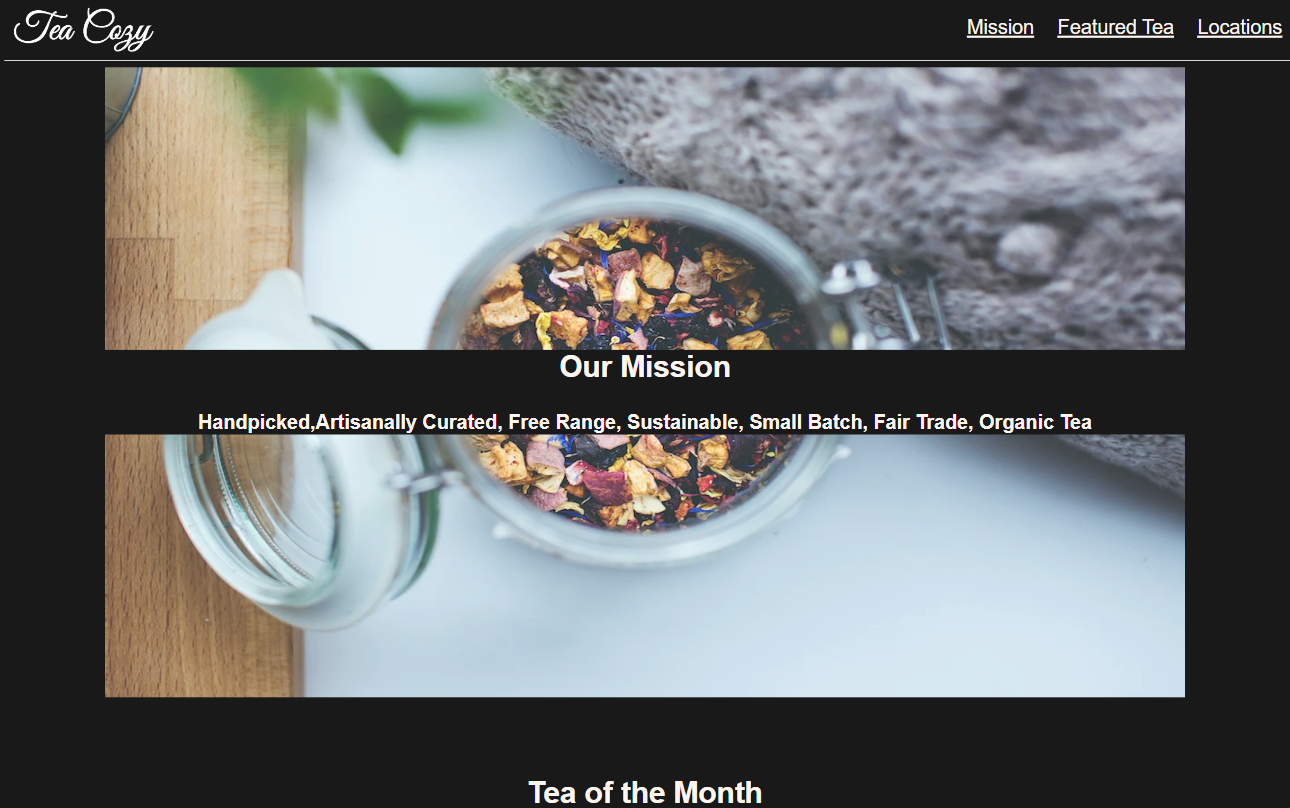 Tea Cozy
Mission Featured Tea Locations
Our Mission
Handpicked,Artisanally Curated, Free Range, Sustainable, Small Batch, Fair Trade, Organic Tea
Tea of the Month